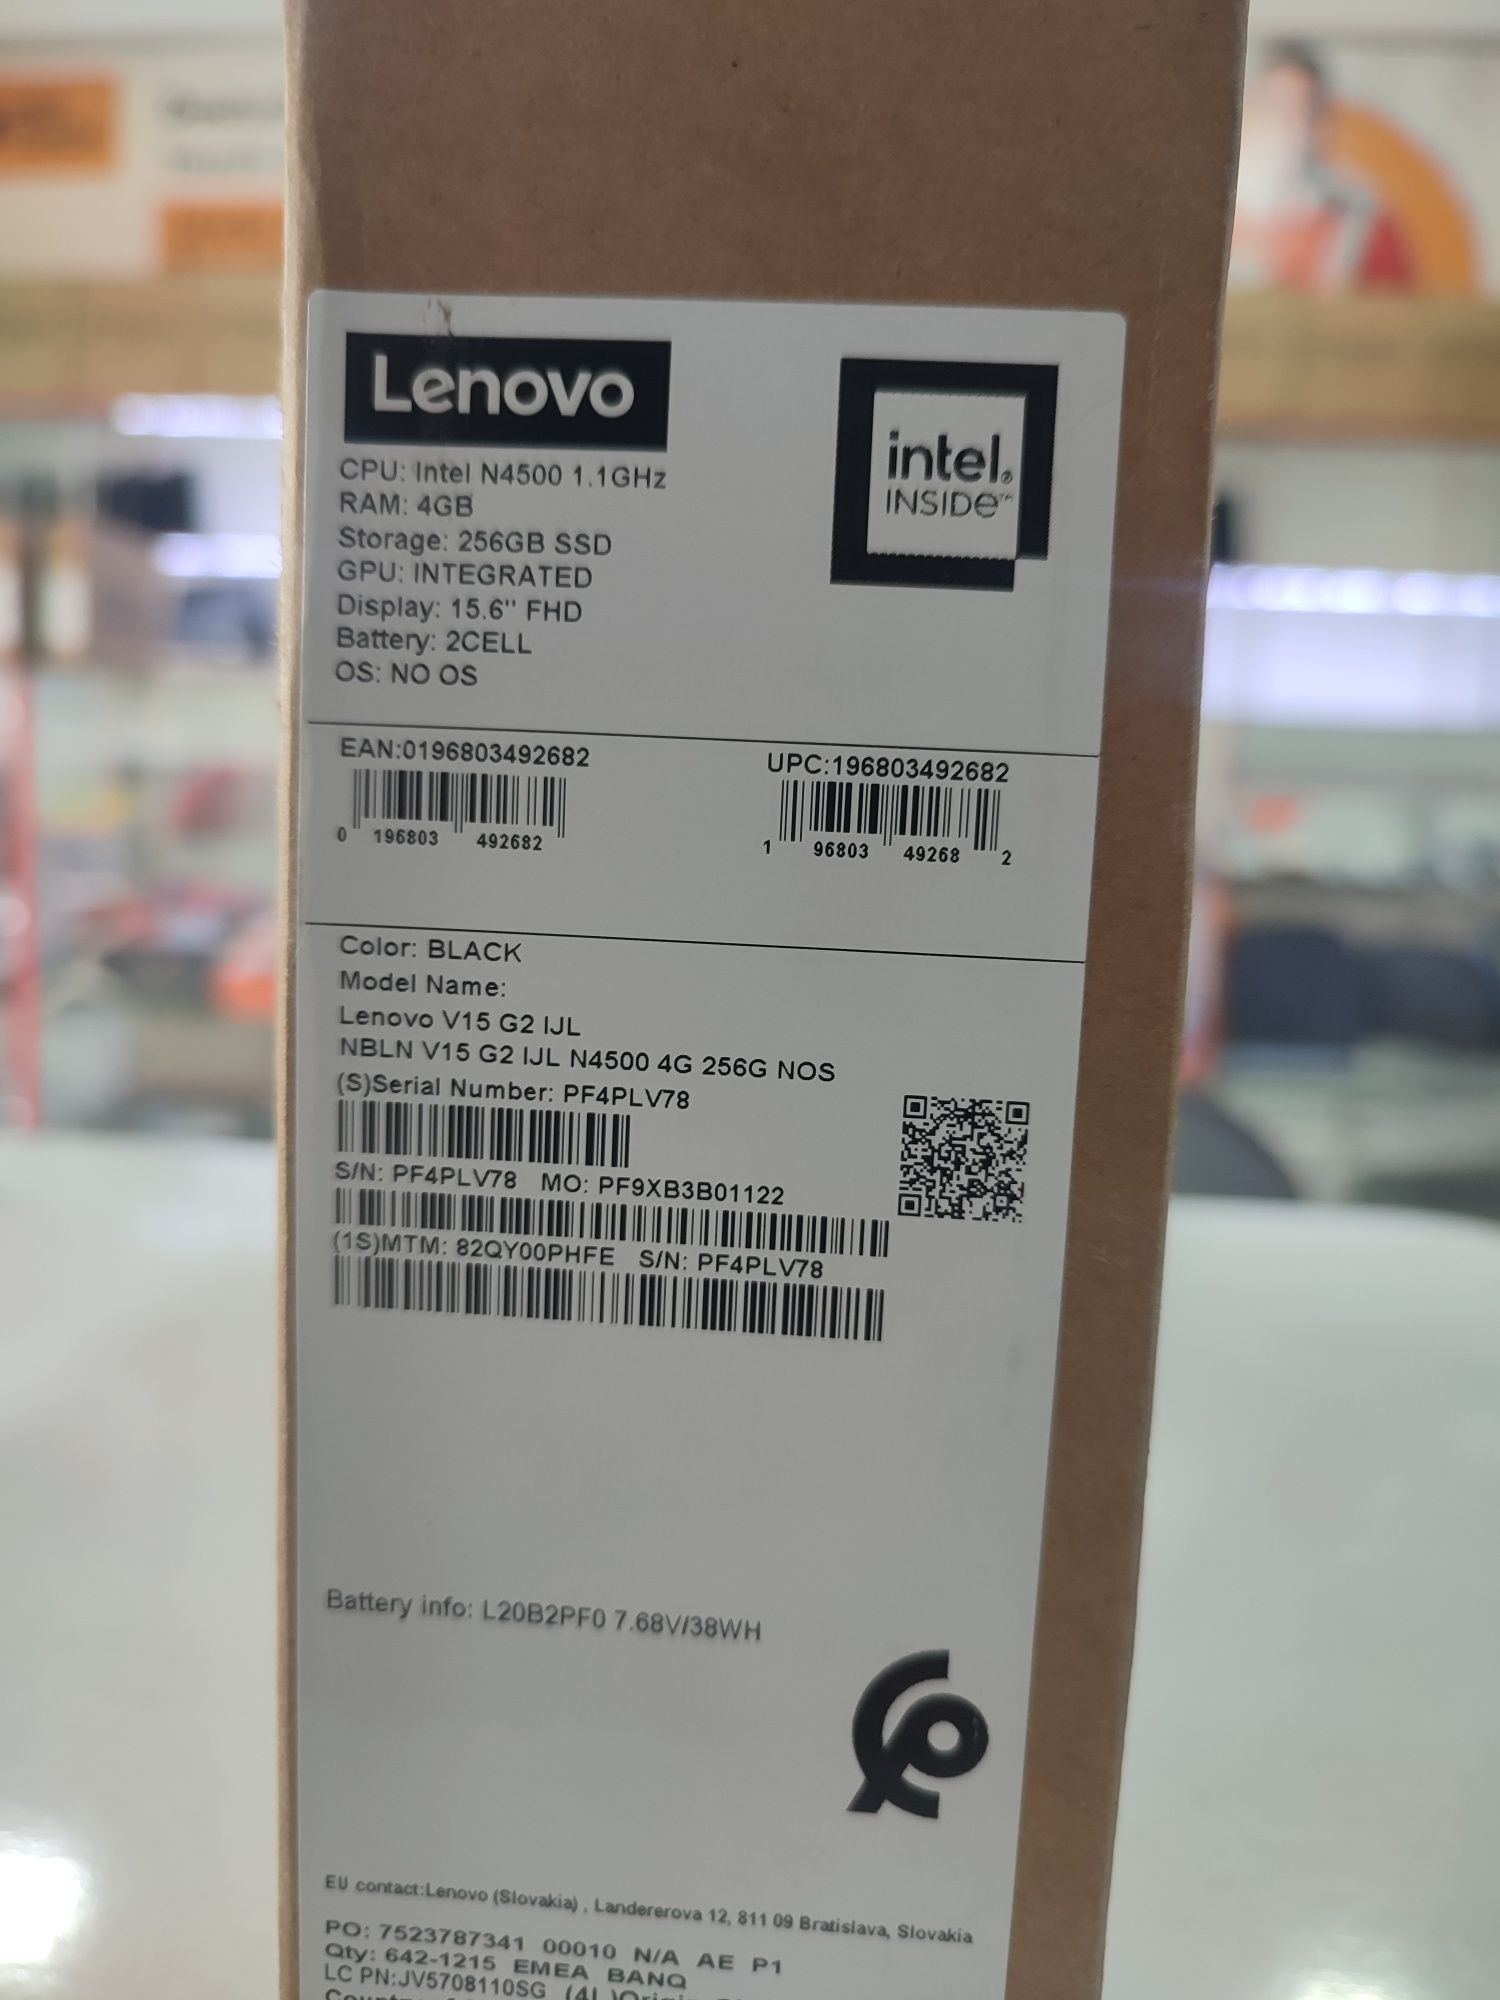 Lenovo
intel®
INSIDE™
CPU: Intel N4500 1.1GHz
RAM: 4GB
Storage: 256GB SSD
GPU: INTEGRATED
Display: 15.6" FHD
Battery: 2CELL
OS: NO OS
EAN:0196803492682
0 196803 492682
UPC:196803492682
1 96803 49268 2
Color: BLACK
Model Name:
Lenovo V15 G2 IJL
NBLN V15 G2 IJL N4500 4G 256G NOS
(S)Serial Number: PF4PLV78
S/N: PF4PLV78 MO: PF9XB3B01122
(1S)MTM: 82QY00PHFE S/N: PF4PLV78
Battery info: L20B2PF0 7.68V/38WH
EU contact:Lenovo (Slovakia) , Landererova 12, 811 09 Bratislava, Slovakia
PO: 7523787341 00010 N/A AE P1
Qty: 642-1215 EMEA BANQ
LC PN:JV5708110SG